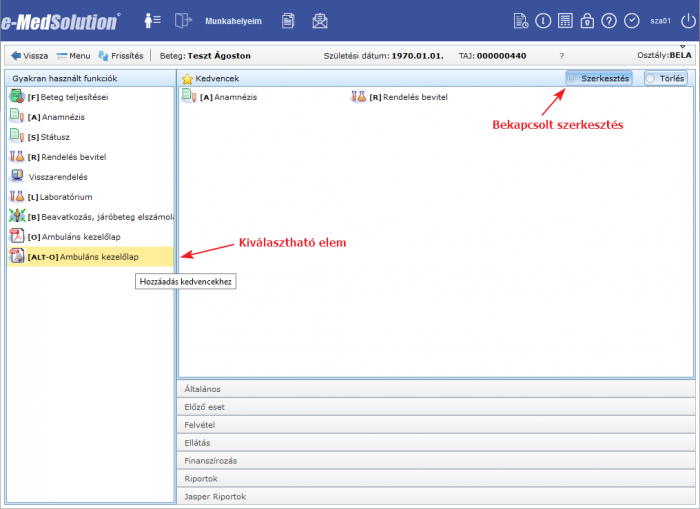 e-MedSolution©
Munkahelyeim
sza01
Vissza Menu Frissítés Beteg: Teszt Ágoston Születési dátum: 1970.01.01. TAJ: 000000440 ? Osztály:BELA
Gyakran használt funkciók
[F] Beteg teljesítései
[A] Anamnézis
[S] Státusz
[R] Rendelés bevitel
Visszarendelés
[L] Laboratórium
[B] Beavatkozás, járóbeteg elszámola
[O] Ambuláns kezelőlap
[ALT-O] Ambuláns kezelőlap
Hozzáadás kedvencekhez
Kedvencek Szerkesztés Törlés
[A] Anamnézis [R] Rendelés bevitel
Bekapcsolt szerkesztés
Kiválasztható elem
Általános
Előző eset
Felvétel
Ellátás
Finanszírozás
Riportok
Jasper Riportok